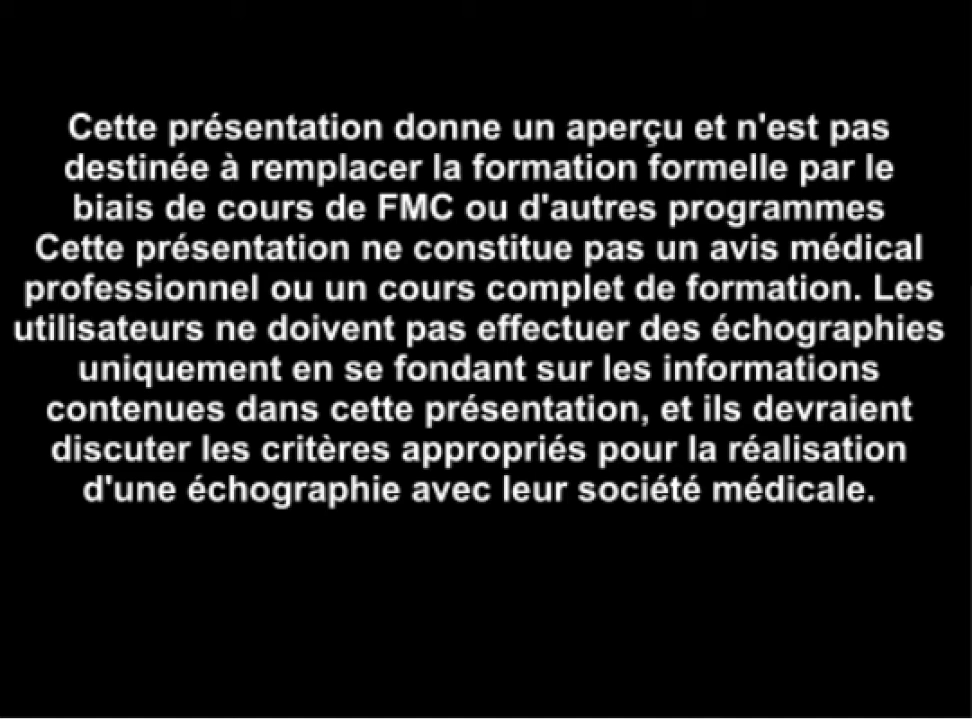 Cette présentation donne un aperçu et n'est pas
destinée à remplacer la formation formelle par le
biais de cours de FMC ou d'autres programmes
Cette présentation ne constitue pas un avis médical
professionnel ou un cours complet de formation. Les
utilisateurs ne doivent pas effectuer des échographies
uniquement en se fondant sur les informations
contenues dans cette présentation, et ils devraient
discuter les critères appropriés pour la réalisation
d'une échographie avec leur société médicale.